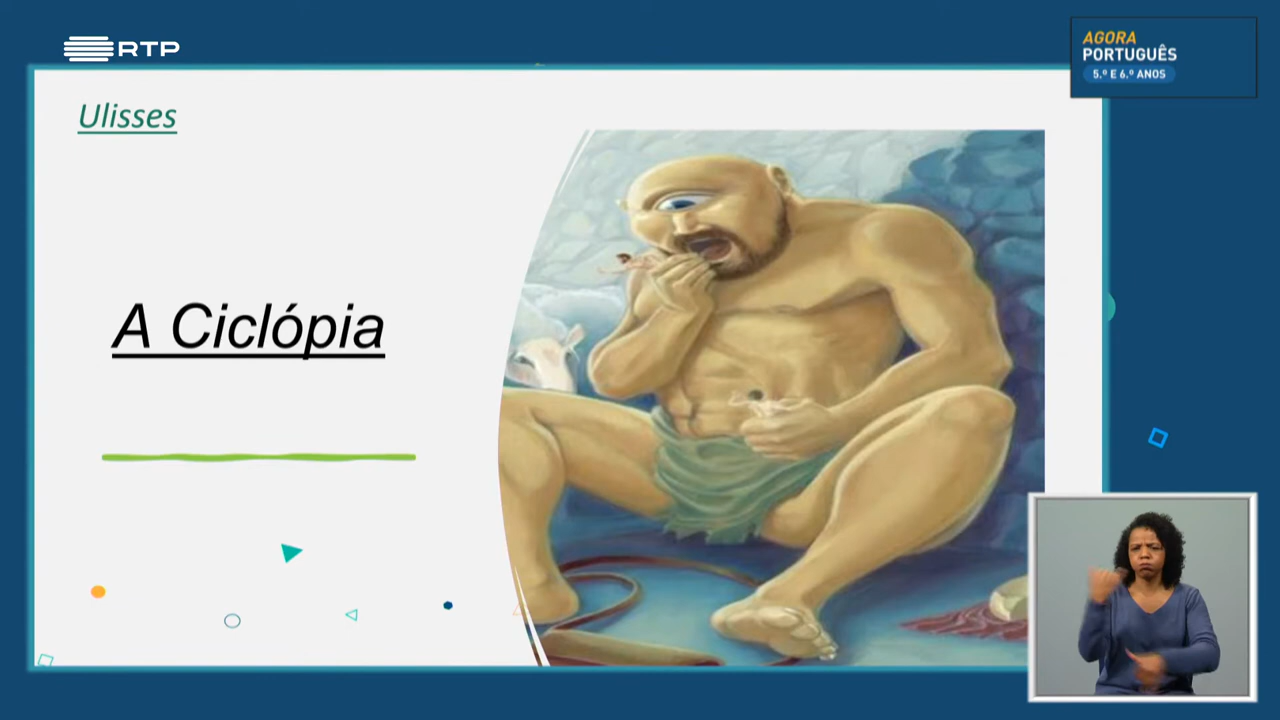 RTP
AGORA
PORTUGUÊS
5.º E 6.º ANOS
Ulisses
A Ciclópia